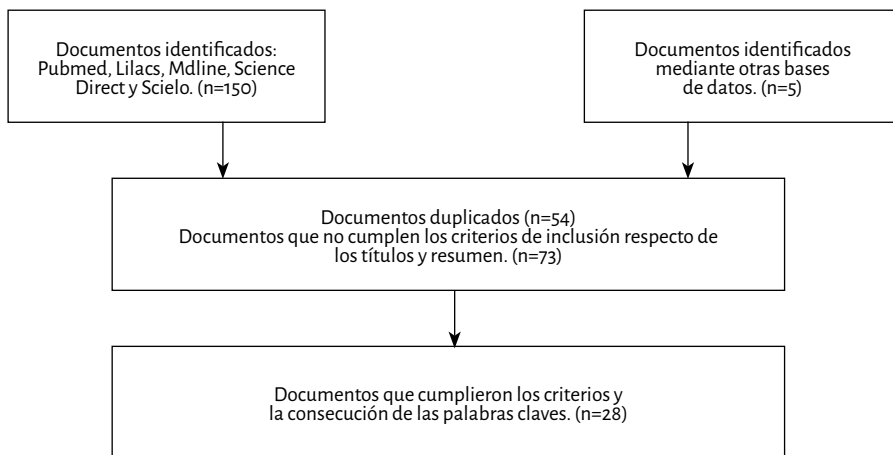 Documentos identificados:
Pubmed, Lilacs, Mdline, Science
Direct y Scielo. (n=150)
Documentos identificados
mediante otras bases
de datos. (n=5)
Documentos duplicados (n=54)
Documentos que no cumplen los criterios de inclusión respecto de
los títulos y resumen. (n=73)
Documentos que cumplieron los criterios y
la consecución de las palabras claves. (n=28)